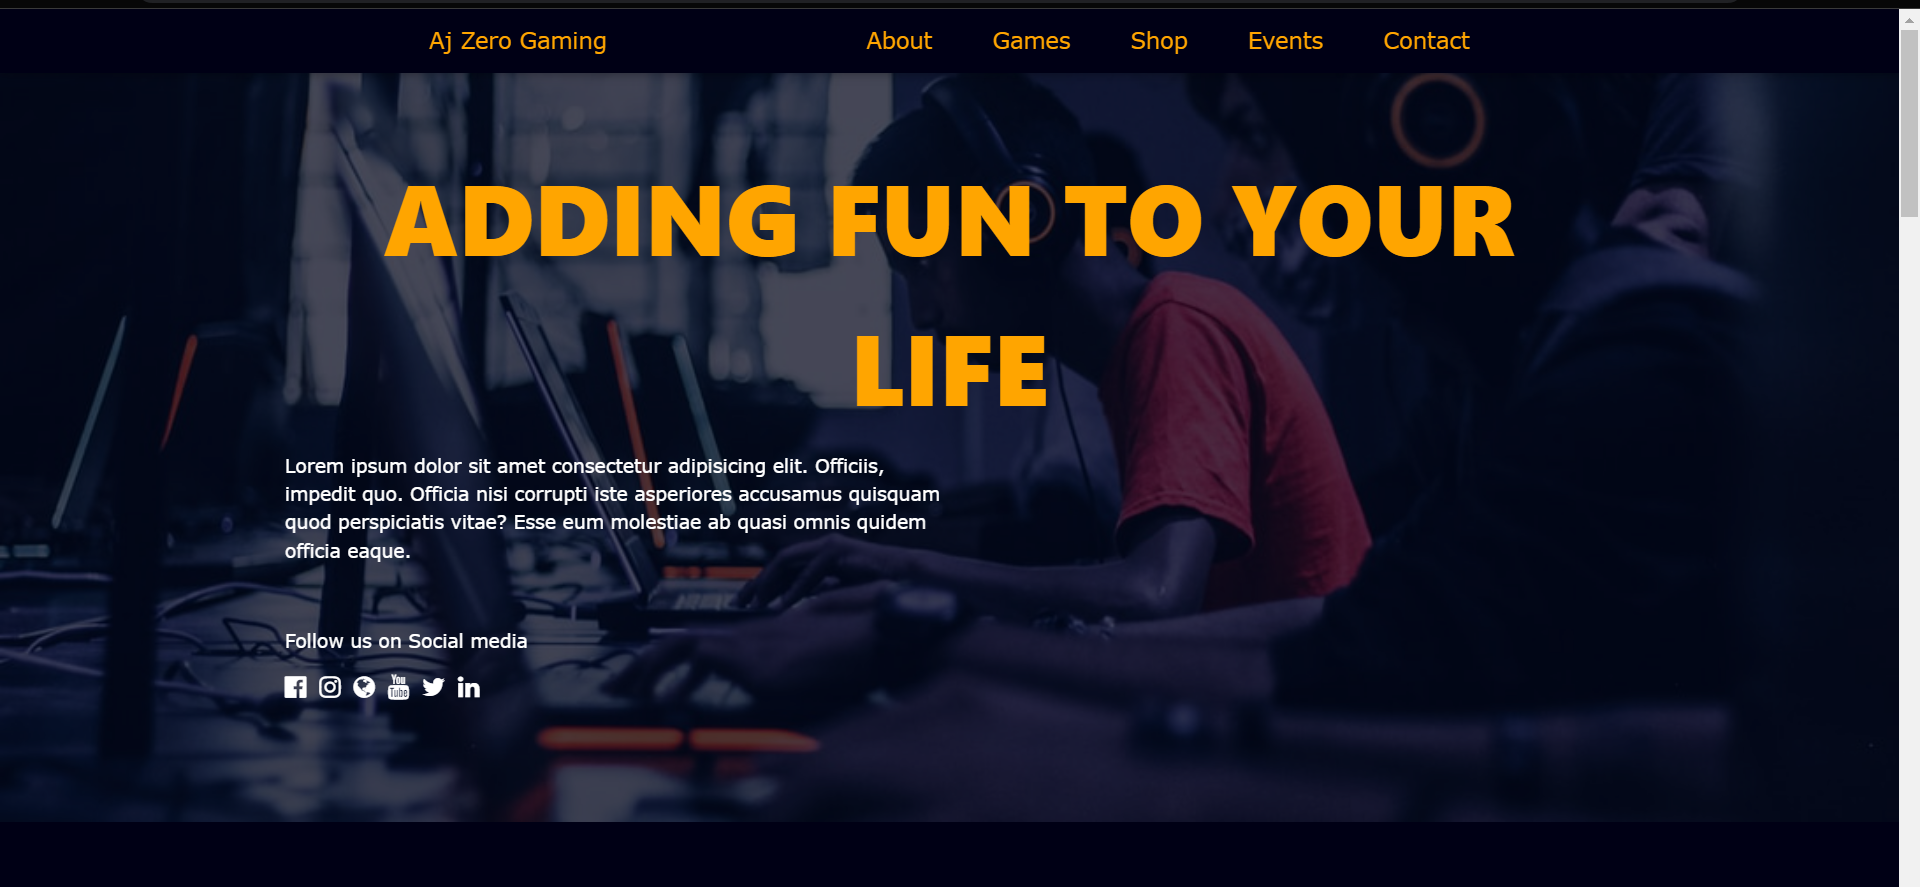 Aj Zero Gaming About Games Shop Events Contact
ADDING FUN TO YOUR
LIFE
Lorem ipsum dolor sit amet consectetur adipisicing elit. Officiis,
impedit quo. Officia nisi corrupti iste asperiores accusamus quisquam
quod perspiciatis vitae? Esse eum molestiae ab quasi omnis quidem
officia eaque.
Follow us on Social media
You
Tube
in